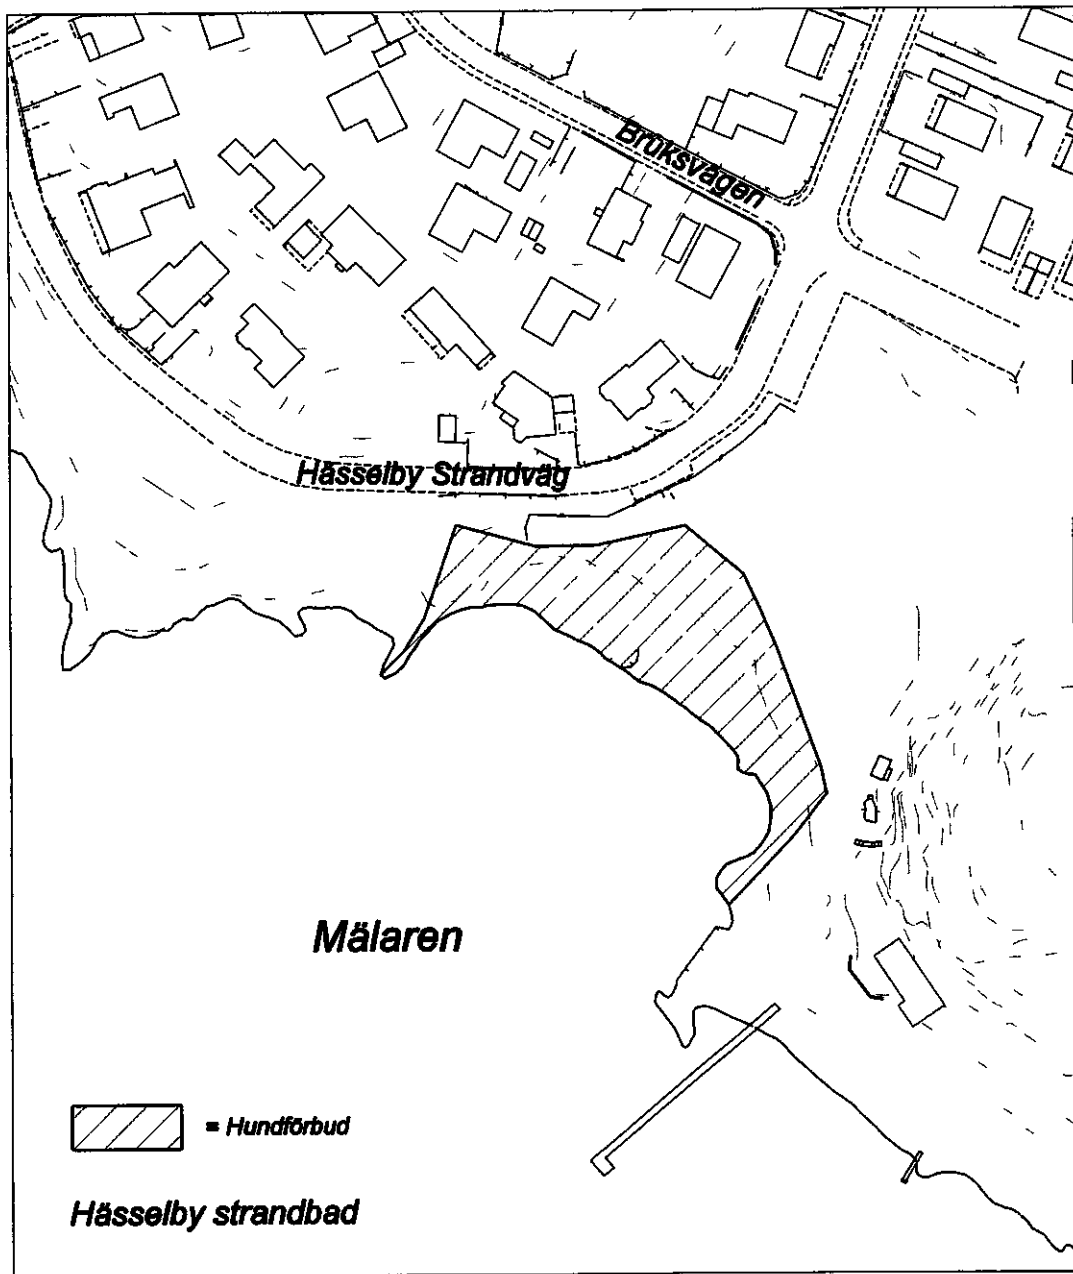 Bruksvägen
Hässelby Strandväg
Mälaren
= Hundförbud
Hässelby strandbad